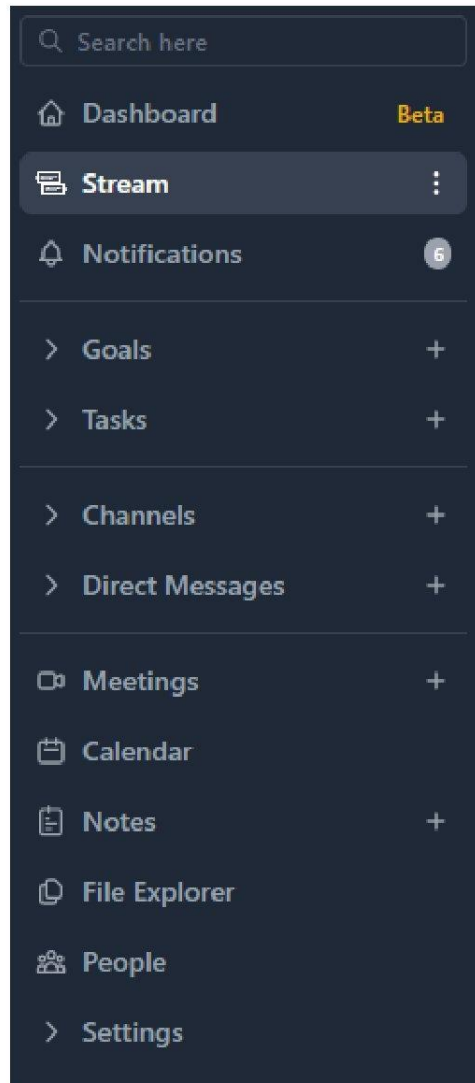 Search here
Dashboard Beta
Stream
Notifications 6
Goals
Tasks
Channels
Direct Messages
Meetings
Calendar
Notes
File Explorer
People
Settings